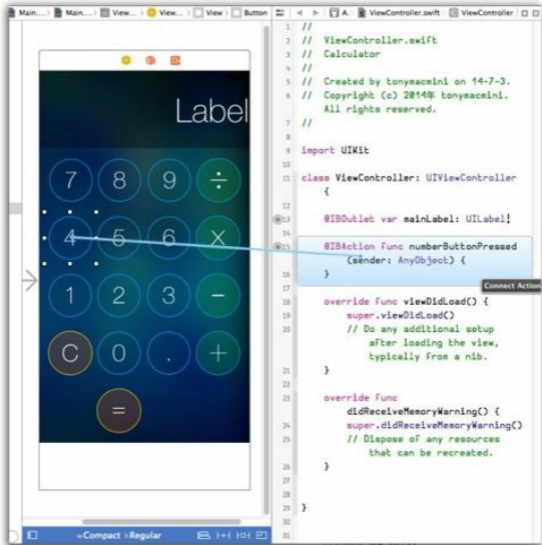 Main.... Main...) View... View... View Button
A. ViewController.swift ViewController
Label
7 8 9 ÷
4 5 6 X
1 2 3 −
C 0 . +
=
wCompact hRegular
1 //
2 // ViewController.swift
3 // Calculator
4 //
5 // Created by tonymacmini on 14-7-3.
6 // Copyright (c) 2014年 tonymacmini.
All rights reserved.
7 //
8
9 import UIKit
10
11 class ViewController: UIViewController
{
12
13 @IBOutlet var mainLabel: UILabel!
14
15 @IBAction func numberButtonPressed
(sender: AnyObject) {
16 }
Connect Action
17
18 override func viewDidLoad() {
19 super.viewDidLoad()
20 // Do any additional setup
after loading the view,
typically from a nib.
21 }
22
23 override func
didReceiveMemoryWarning() {
24 super.didReceiveMemoryWarning()
25 // Dispose of any resources
that can be recreated.
26 }
27
28
29 }
30
31